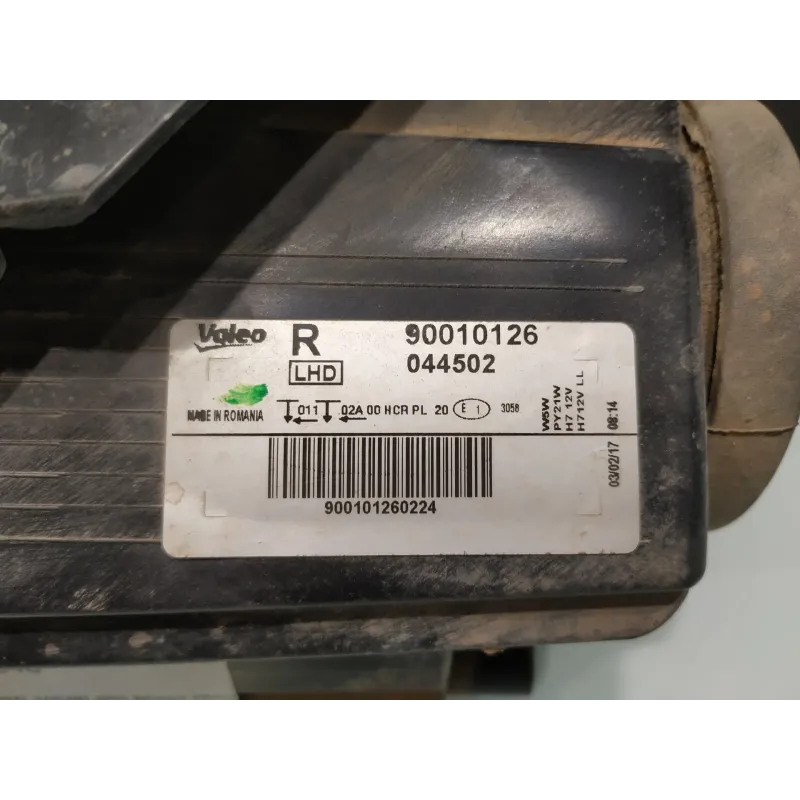 Valeo R 90010126
LHD 044502
MADE IN ROMANIA 011 02A 00 HCR PL 20 E 1 3058
W5W
PY21W
H7 12V
H7 12V LL
03/02/17 08:14
900101260224